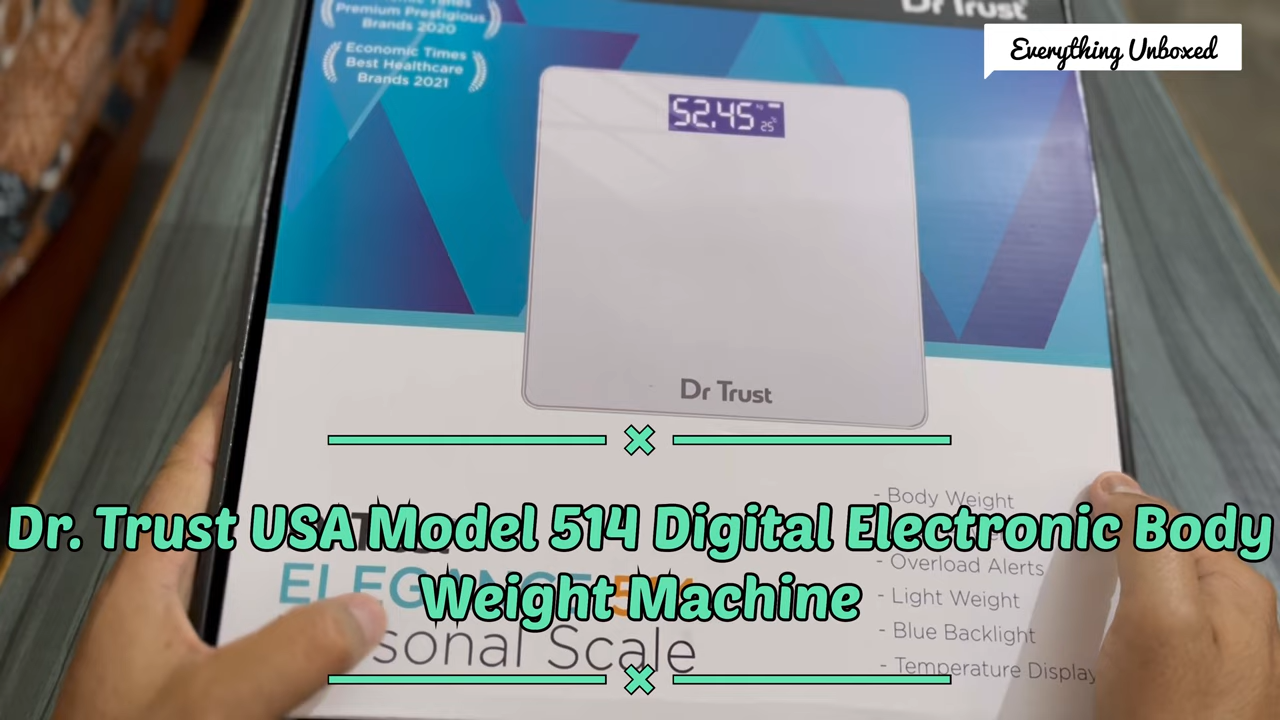 Dr Trust
Everything Unboxed
Premium Prestigious
Brands 2020
Economic Times
Best Healthcare
Brands 2021
52.45
25
Dr Trust
- Body Weight
Dr. Trust USA Model 514 Digital Electronic Body
Weight Machine
- Overload Alerts
- Light Weight
- Blue Backlight
- Temperature Display
ELEGANCE
sonal Scale